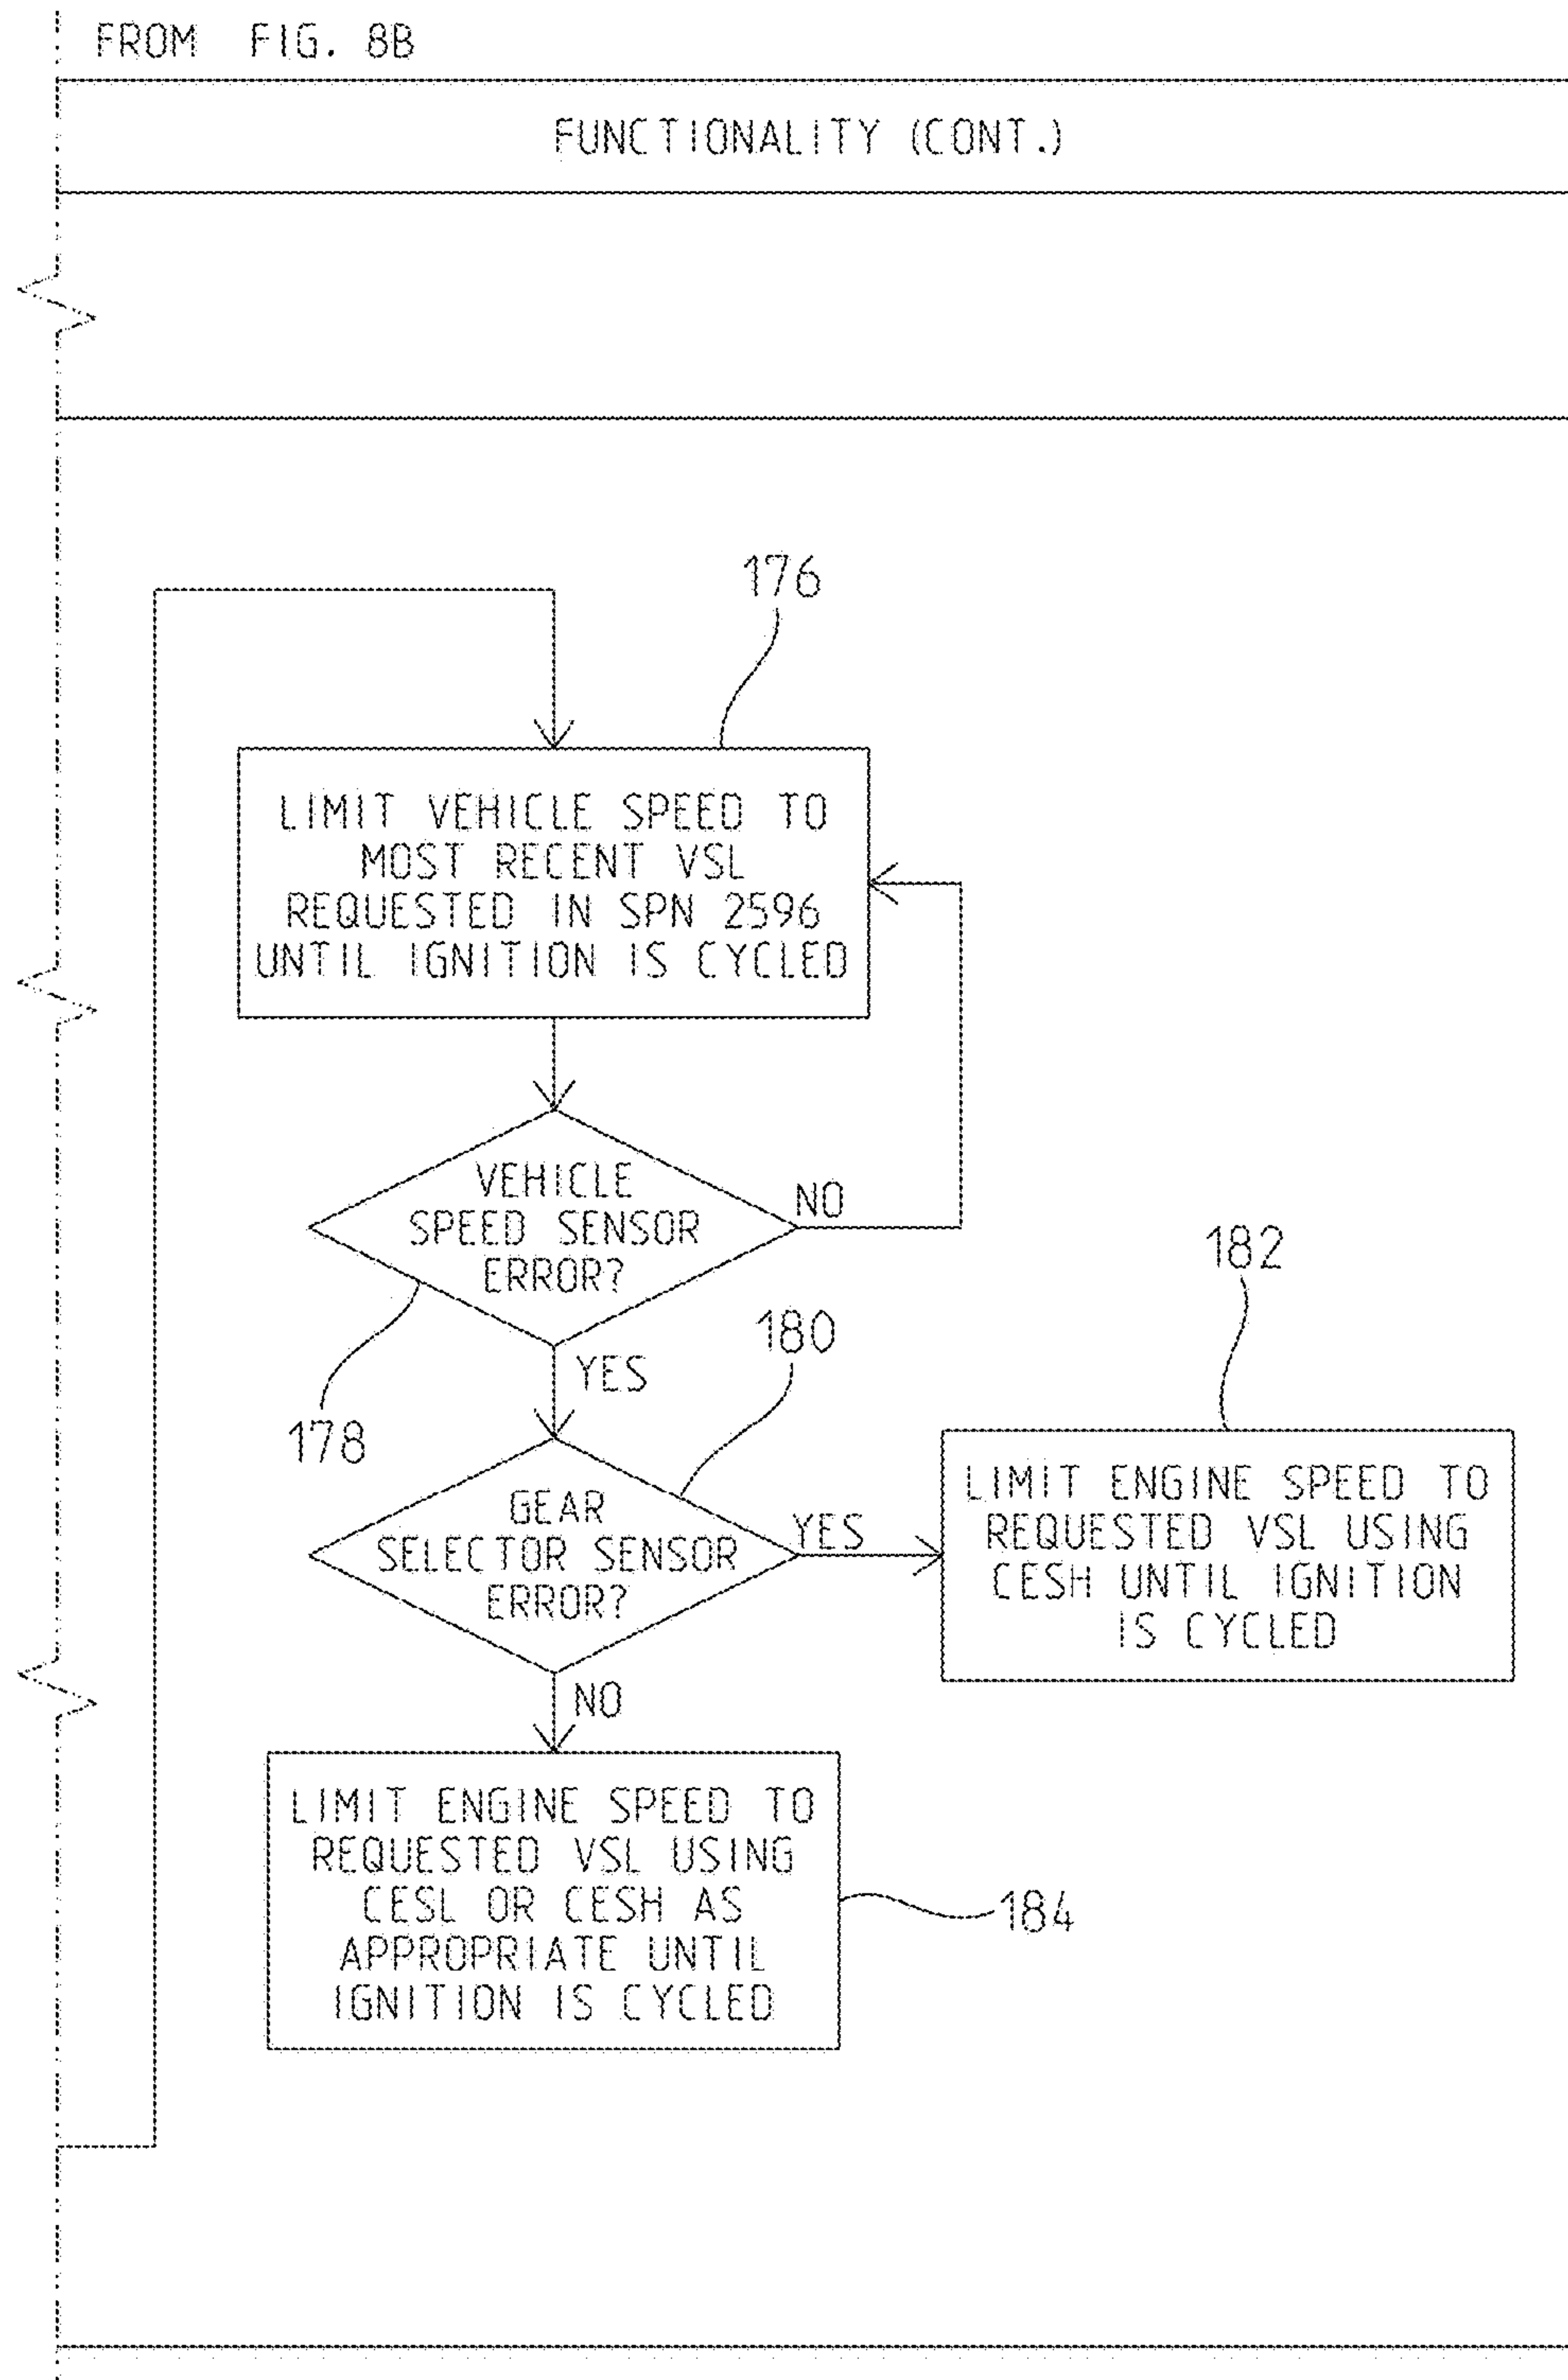 FROM FIG. 8B
FUNCTIONALITY (CONT.)
176
LIMIT VEHICLE SPEED TO
MOST RECENT VSL
REQUESTED IN SPN 2596
UNTIL IGNITION IS CYCLED
VEHICLE
SPEED SENSOR
ERROR?
NO
178
YES
180
182
GEAR
SELECTOR SENSOR
ERROR?
YES
LIMIT ENGINE SPEED TO
REQUESTED VSL USING
CESH UNTIL IGNITION
IS CYCLED
NO
LIMIT ENGINE SPEED TO
REQUESTED VSL USING
CESL OR CESH AS
APPROPRIATE UNTIL
IGNITION IS CYCLED
184